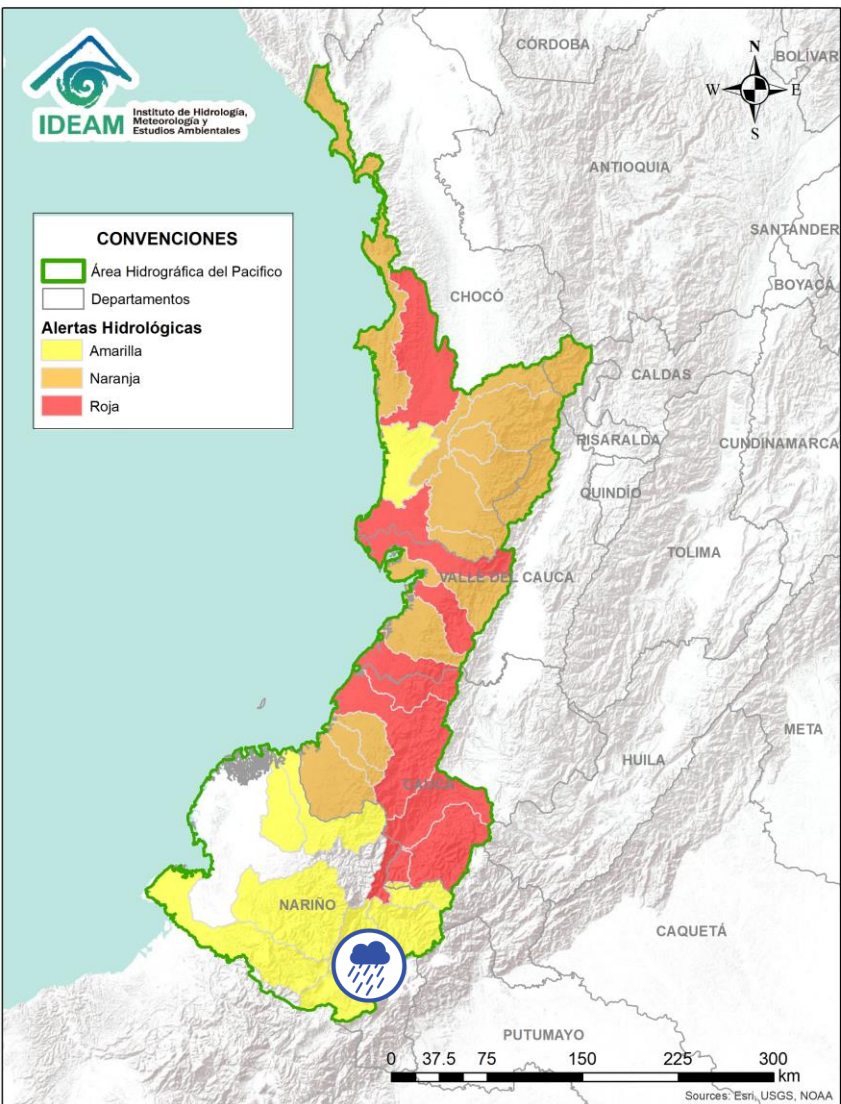 IDEAM
Instituto de Hidrología,
Meteorología y
Estudios Ambientales
CONVENCIONES
Área Hidrográfica del Pacifico
Departamentos
Alertas Hidrológicas
Amarilla
Naranja
Roja
N
W
E
S
CÓRDOBA
BOLÍVAR
ANTIOQUIA
SANTANDER
BOYACÁ
CHOCÓ
CALDAS
RISARALDA
CUNDINAMARCA
QUINDÍO
TOLIMA
VALLE DEL CAUCA
META
HUILA
CAUCA
NARIÑO
CAQUETÁ
PUTUMAYO
0 37.5 75 150 225 300
km
Sources: Esri, USGS, NOAA